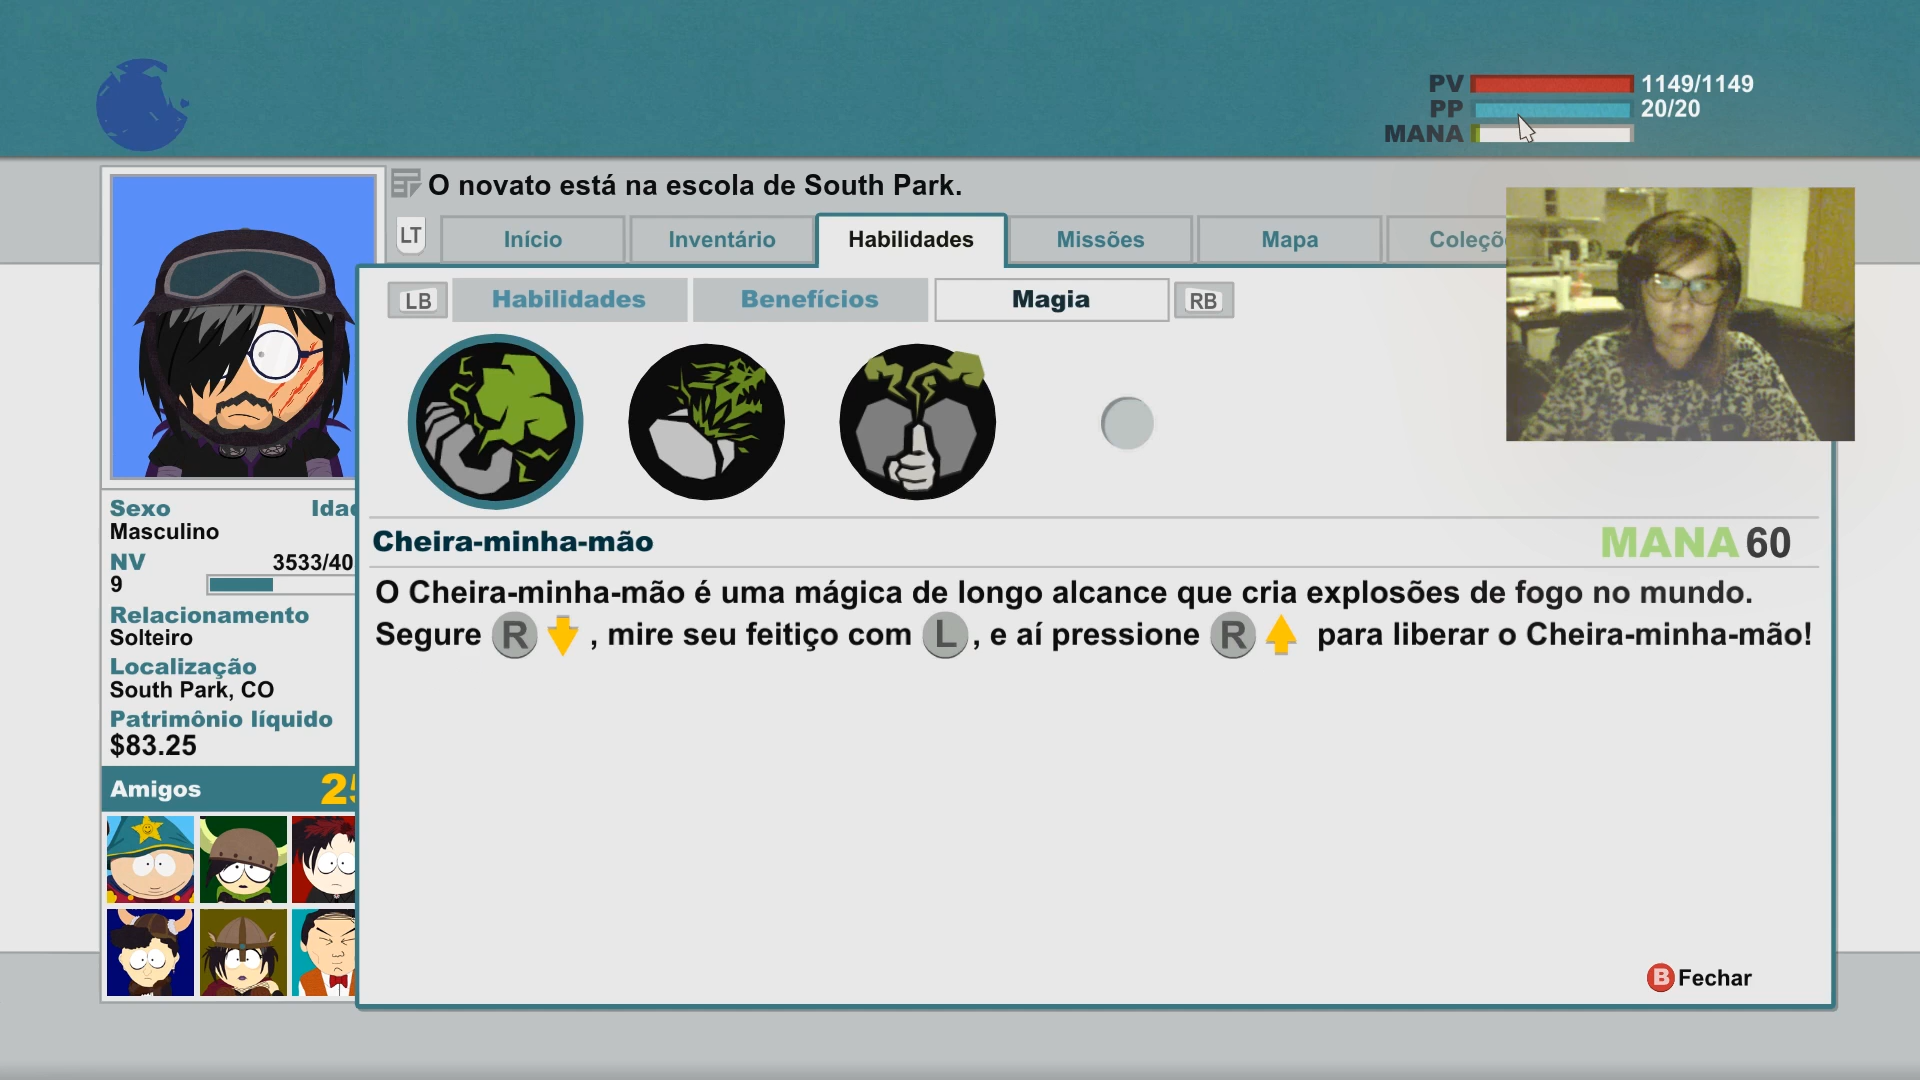 PV 1149/1149
PP 20/20
MANA
O novato está na escola de South Park.
LT Início Inventário Habilidades Missões Mapa
LB Habilidades Benefícios Magia RB
Sexo
Masculino
NV 3533/40
9
Relacionamento
Solteiro
Localização
South Park, CO
Patrimônio líquido
$83.25
Amigos
Cheira-minha-mão MANA 60
O Cheira-minha-mão é uma mágica de longo alcance que cria explosões de fogo no mundo.
Segure R , mire seu feitiço com L , e aí pressione R para liberar o Cheira-minha-mão!
B Fechar